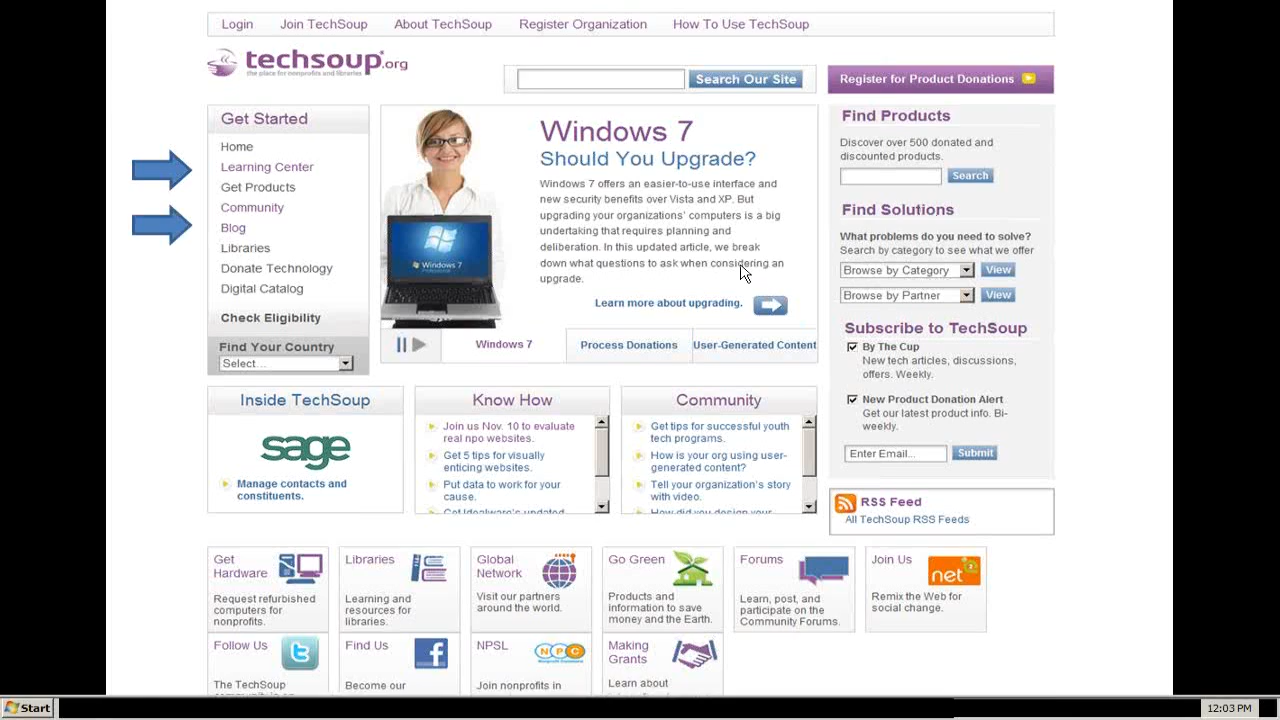 Login Join TechSoup About TechSoup Register Organization How To Use TechSoup
techsoup.org
the place for nonprofits and libraries
Search Our Site
Register for Product Donations
Get Started
Home
Learning Center
Get Products
Community
Blog
Libraries
Donate Technology
Digital Catalog
Check Eligibility
Find Your Country
Select...
Windows 7
Should You Upgrade?
Windows 7 offers an easier-to-use interface and
new security benefits over Vista and XP. But
upgrading your organizations' computers is a big
undertaking that requires planning and
deliberation. In this updated article, we break
down what questions to ask when considering an
upgrade.
Learn more about upgrading.
Windows 7
Windows 7 Process Donations User-Generated Content
Find Products
Discover over 500 donated and
discounted products.
Search
Find Solutions
What problems do you need to solve?
Search by category to see what we offer
Browse by Category View
Browse by Partner View
Subscribe to TechSoup
By The Cup
New tech articles, discussions,
offers. Weekly.
New Product Donation Alert
Get our latest product info. Bi-
weekly.
Enter Email... Submit
RSS Feed
All TechSoup RSS Feeds
Inside TechSoup
sage
Manage contacts and
constituents.
Know How
Join us Nov. 10 to evaluate
real npo websites.
Get 5 tips for visually
enticing websites.
Put data to work for your
cause.
Get Idealware's updated
Community
Get tips for successful youth
tech programs.
How is your org using user-
generated content?
Tell your organization's story
with video.
How did you design your
Get
Hardware
Request refurbished
computers for
nonprofits.
Libraries
Learning and
resources for
libraries.
Global
Network
Visit our partners
around the world.
Go Green
Products and
information to save
money and the Earth.
Forums
Learn, post, and
participate on the
Community Forums.
Join Us
net
Remix the Web for
social change.
Follow Us
t
The TechSoup
Find Us
f
Become our
NPSL
NPC
Join nonprofits in
Making
Grants
Learn about
Start
12:03 PM